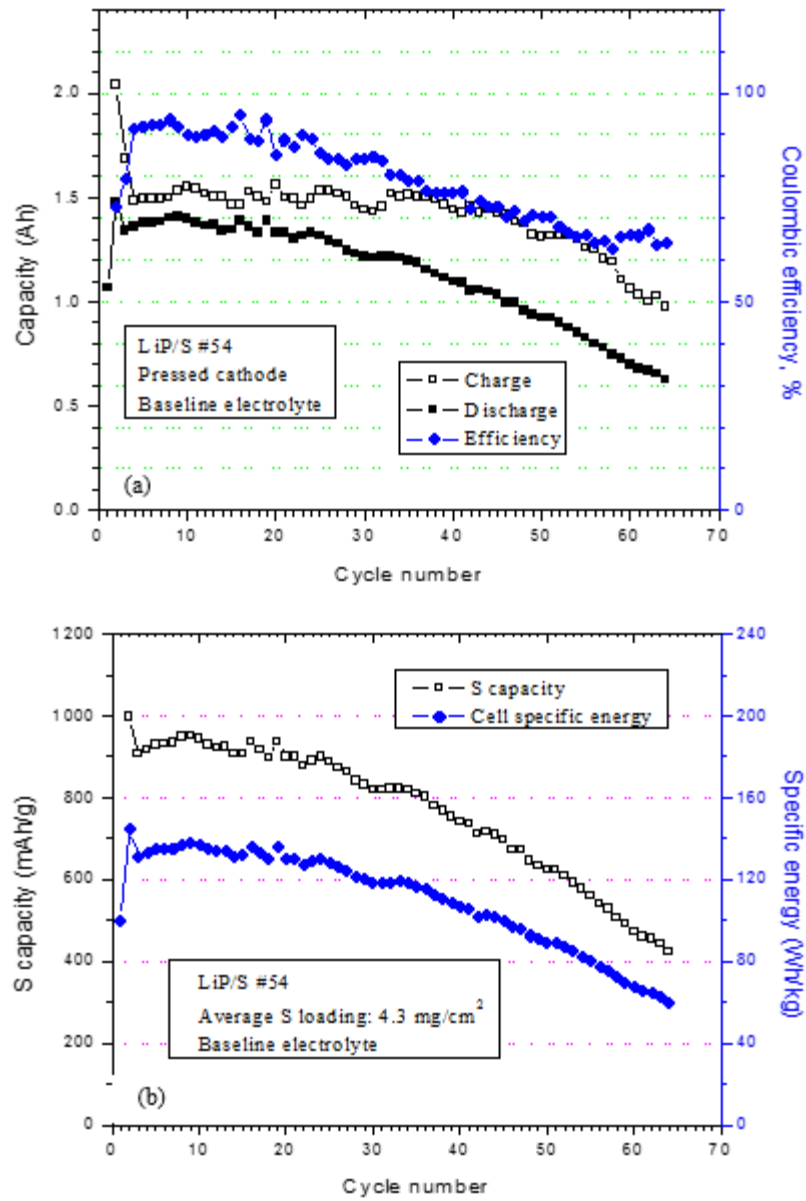 2.0
1.5
1.0
0.5
0.0
Capacity (Ah)
100
50
0
Coulombic efficiency, %
LiP/S #54
Pressed cathode
Baseline electrolyte
Charge
Discharge
Efficiency
(a)
0 10 20 30 40 50 60 70
Cycle number
1200
1000
800
600
400
200
0
S capacity (mAh/g)
240
200
160
120
80
40
0
Specific energy (Wh/kg)
S capacity
Cell specific energy
LiP/S #54
Average S loading: 4.3 mg/cm²
Baseline electrolyte
(b)
0 10 20 30 40 50 60 70
Cycle number